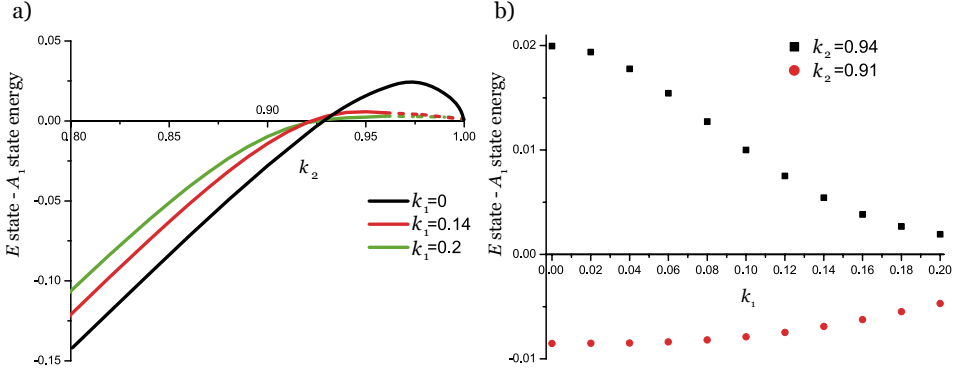 a)
E state - A₁ state energy
0.05
0.00
-0.05
-0.10
-0.15
0.80
0.85
0.90
0.95
1.00
k₂
k₁=0
k₁=0.14
k₁=0.2
b)
E state - A₁ state energy
0.02
0.01
0.00
-0.01
0.00
0.02
0.04
0.06
0.08
0.10
0.12
0.14
0.16
0.18
0.20
k₁
k₂=0.94
k₂=0.91